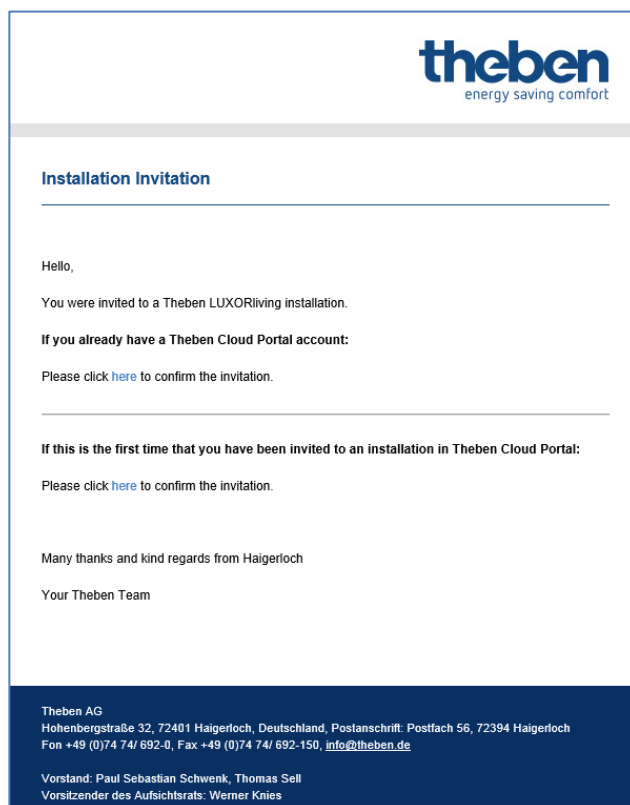 theben
energy saving comfort
Installation Invitation
Hello,
You were invited to a Theben LUXORliving installation.
If you already have a Theben Cloud Portal account:
Please click here to confirm the invitation.
If this is the first time that you have been invited to an installation in Theben Cloud Portal:
Please click here to confirm the invitation.
Many thanks and kind regards from Haigerloch
Your Theben Team
Theben AG
Hohenbergstraße 32, 72401 Haigerloch, Deutschland, Postanschrift: Postfach 56, 72394 Haigerloch
Fon +49 (0)74 74/ 692-0, Fax +49 (0)74 74/ 692-150, info@theben.de
Vorstand: Paul Sebastian Schwenk, Thomas Sell
Vorsitzender des Aufsichtsrats: Werner Knies